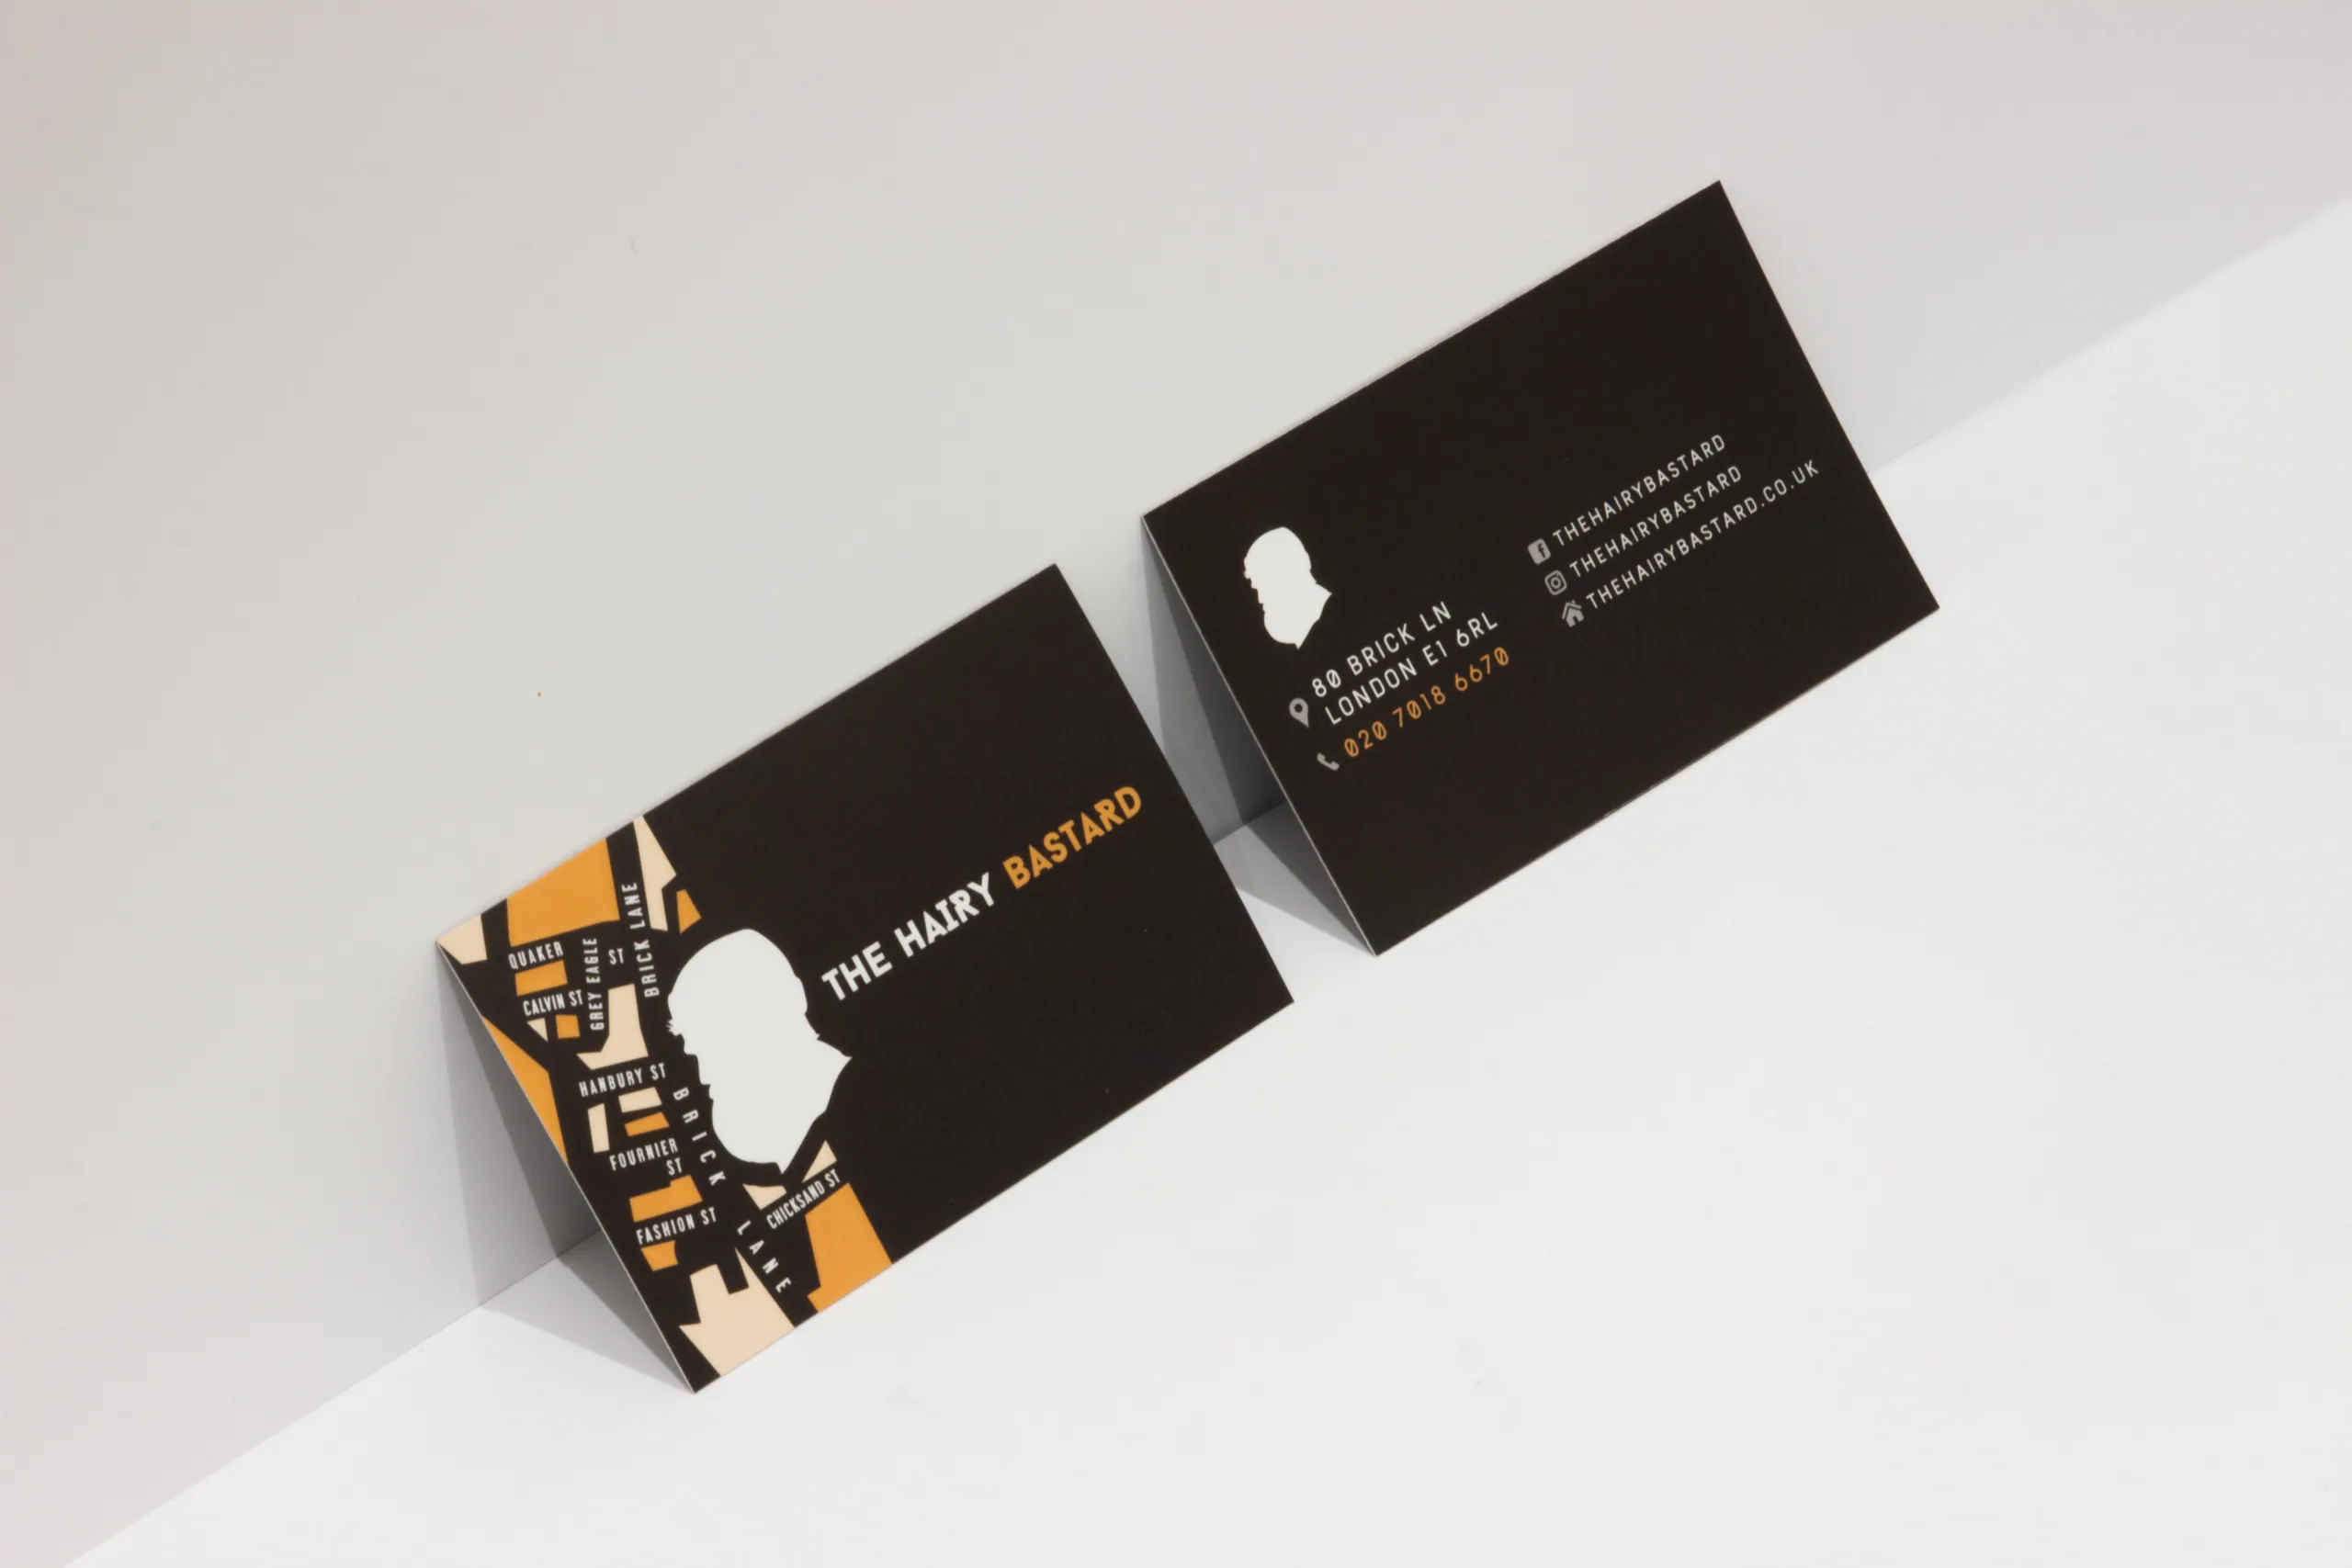 THE HAIRY BASTARD
QUAKER
ST
BRICK LANE
GREY EAGLE
CALVIN ST
HANBURY ST
BRICK LANE
FOURNIER
ST
FASHION ST
CHICKSAND ST
80 BRICK LN
LONDON E1 6RL
020 7018 6670
THEHAIRYBASTARD
THEHAIRYBASTARD
THEHAIRYBASTARD.CO.UK